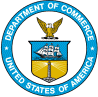 DEPARTMENT OF COMMERCE
UNITED STATES OF AMERICA